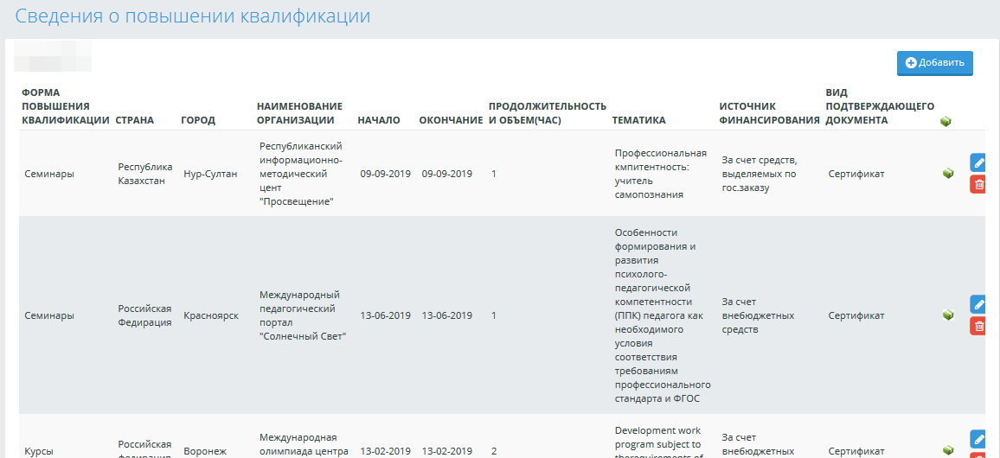 Сведения о повышении квалификации
Добавить
ФОРМА
ПОВЫШЕНИЯ
КВАЛИФИКАЦИИ
СТРАНА
ГОРОД
НАИМЕНОВАНИЕ
ОРГАНИЗАЦИИ
НАЧАЛО
ОКОНЧАНИЕ
ПРОДОЛЖИТЕЛЬНОСТЬ
И ОБЪЕМ(ЧАС)
ТЕМАТИКА
ИСТОЧНИК
ФИНАНСИРОВАНИЯ
ВИД
ПОДТВЕРЖДАЮЩЕГО
ДОКУМЕНТА
Семинары
Республика
Казахстан
Нур-Султан
Республиканский
информационно-
методический
цент
"Просвещение"
09-09-2019
09-09-2019
1
Профессиональная
кмпитентность:
учитель
самопознания
За счет средств,
выделяемых по
гос.заказу
Сертификат
Семинары
Российская
Федирация
Красноярск
Международный
педагогический
портал
"Солнечный Свет"
13-06-2019
13-06-2019
1
Особенности
формирования и
развития
психолого-
педагогической
компетентности
(ППК) педагога как
необходимого
условия
соответствия
требованиям
профессионального
стандарта и ФГОС
За счет
внебюджетных
средств
Сертификат
Курсы
Российская
Воронеж
Международная
олимпиада центра
13-02-2019
13-02-2019
2
Development work
program subject to
За счет
внебюджетных
Сертификат